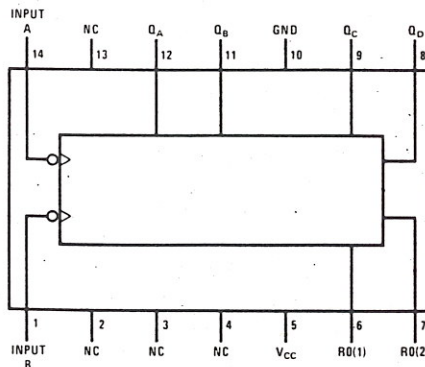 INPUT
A NC QA QB GND QC QD
14 13 12 11 10 9 8
1 2 3 4 5 6 7
INPUT NC NC NC VCC R0(1) R0(2
B